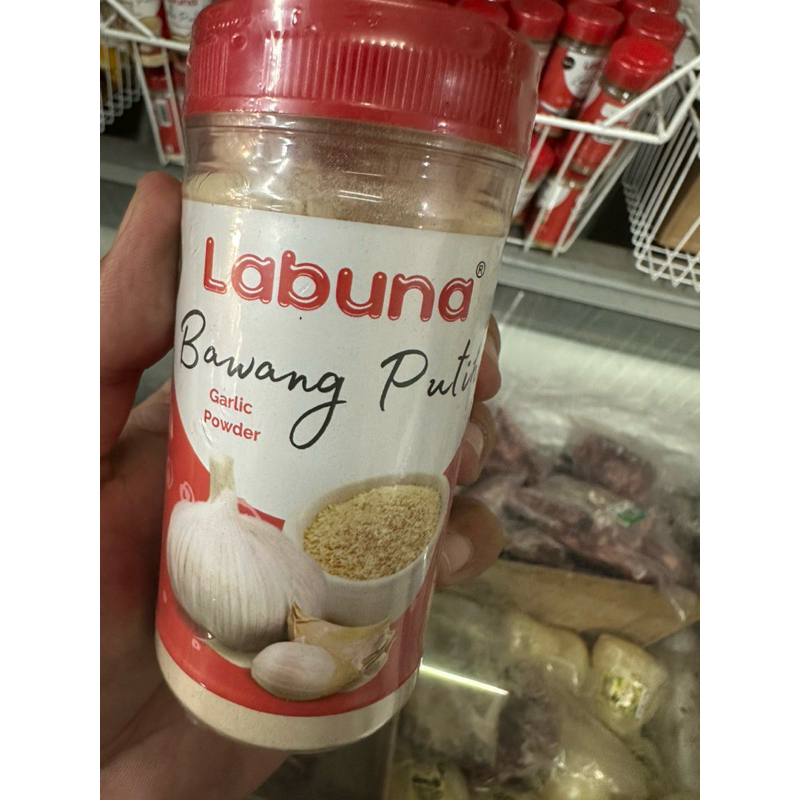 Labuna®
Bawang Puti
Garlic
Powder